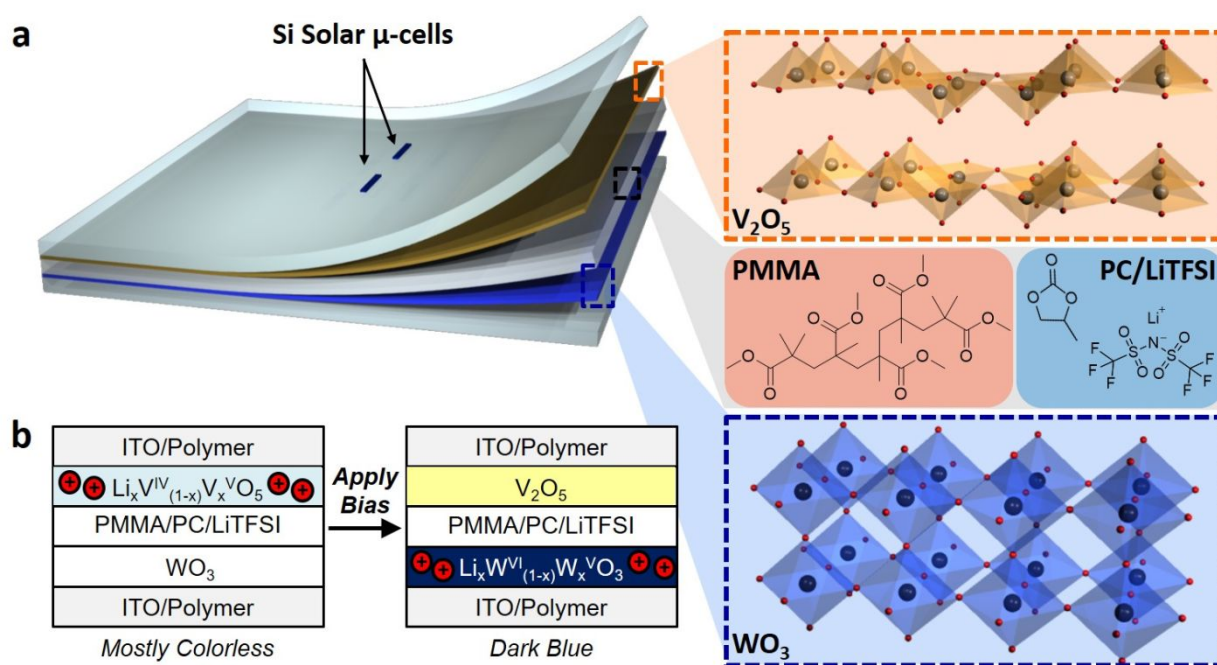 a
Si Solar µ-cells
V₂O₅
PMMA
O
O
O
O
O
O
O
O
O
O
PC/LiTFSI
O
O
O
Li⁺
O
O
N⁻
S
S
O
O
F
F
F
F
F
F
b
ITO/Polymer
+ + LiₓVᴵⱽ₍₁₋ₓ₎VₓⱽO₅ + +
PMMA/PC/LiTFSI
WO₃
ITO/Polymer
Mostly Colorless
Apply
Bias
ITO/Polymer
V₂O₅
PMMA/PC/LiTFSI
+ + LiₓWⱽᴵ₍₁₋ₓ₎WₓⱽO₃ + +
ITO/Polymer
Dark Blue
WO₃